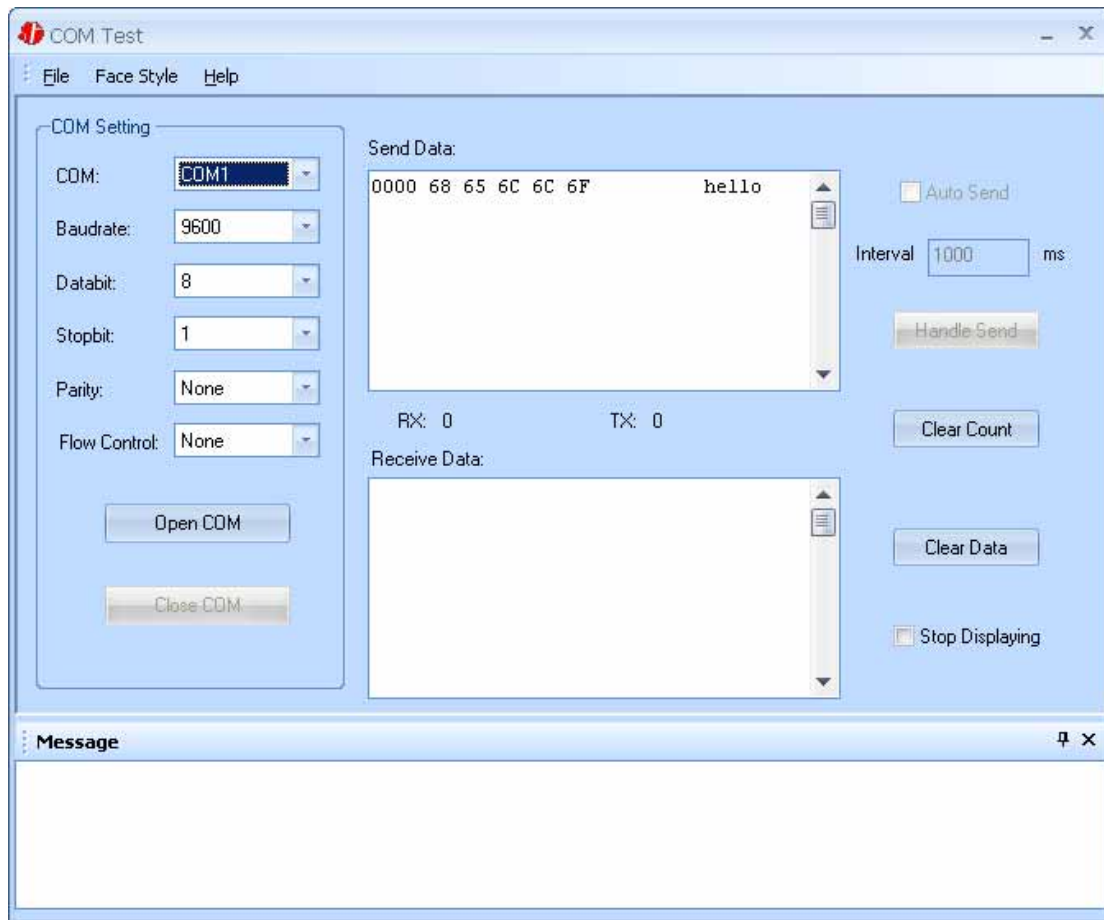 COM Test
File Face Style Help
COM Setting
COM: COM1
Baudrate: 9600
Databit: 8
Stopbit: 1
Parity: None
Flow Control: None
Open COM
Close COM
Send Data:
0000 68 65 6C 6C 6F hello
RX: 0 TX: 0
Receive Data:
Auto Send
Interval 1000 ms
Handle Send
Clear Count
Clear Data
Stop Displaying
Message